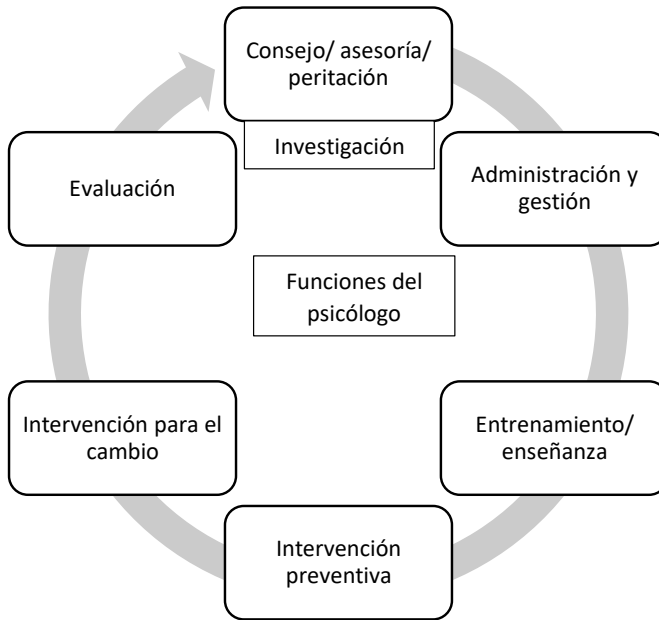 Consejo/ asesoría/
peritación
Investigación
Evaluación
Administración y
gestión
Funciones del
psicólogo
Intervención para el
cambio
Entrenamiento/
enseñanza
Intervención
preventiva